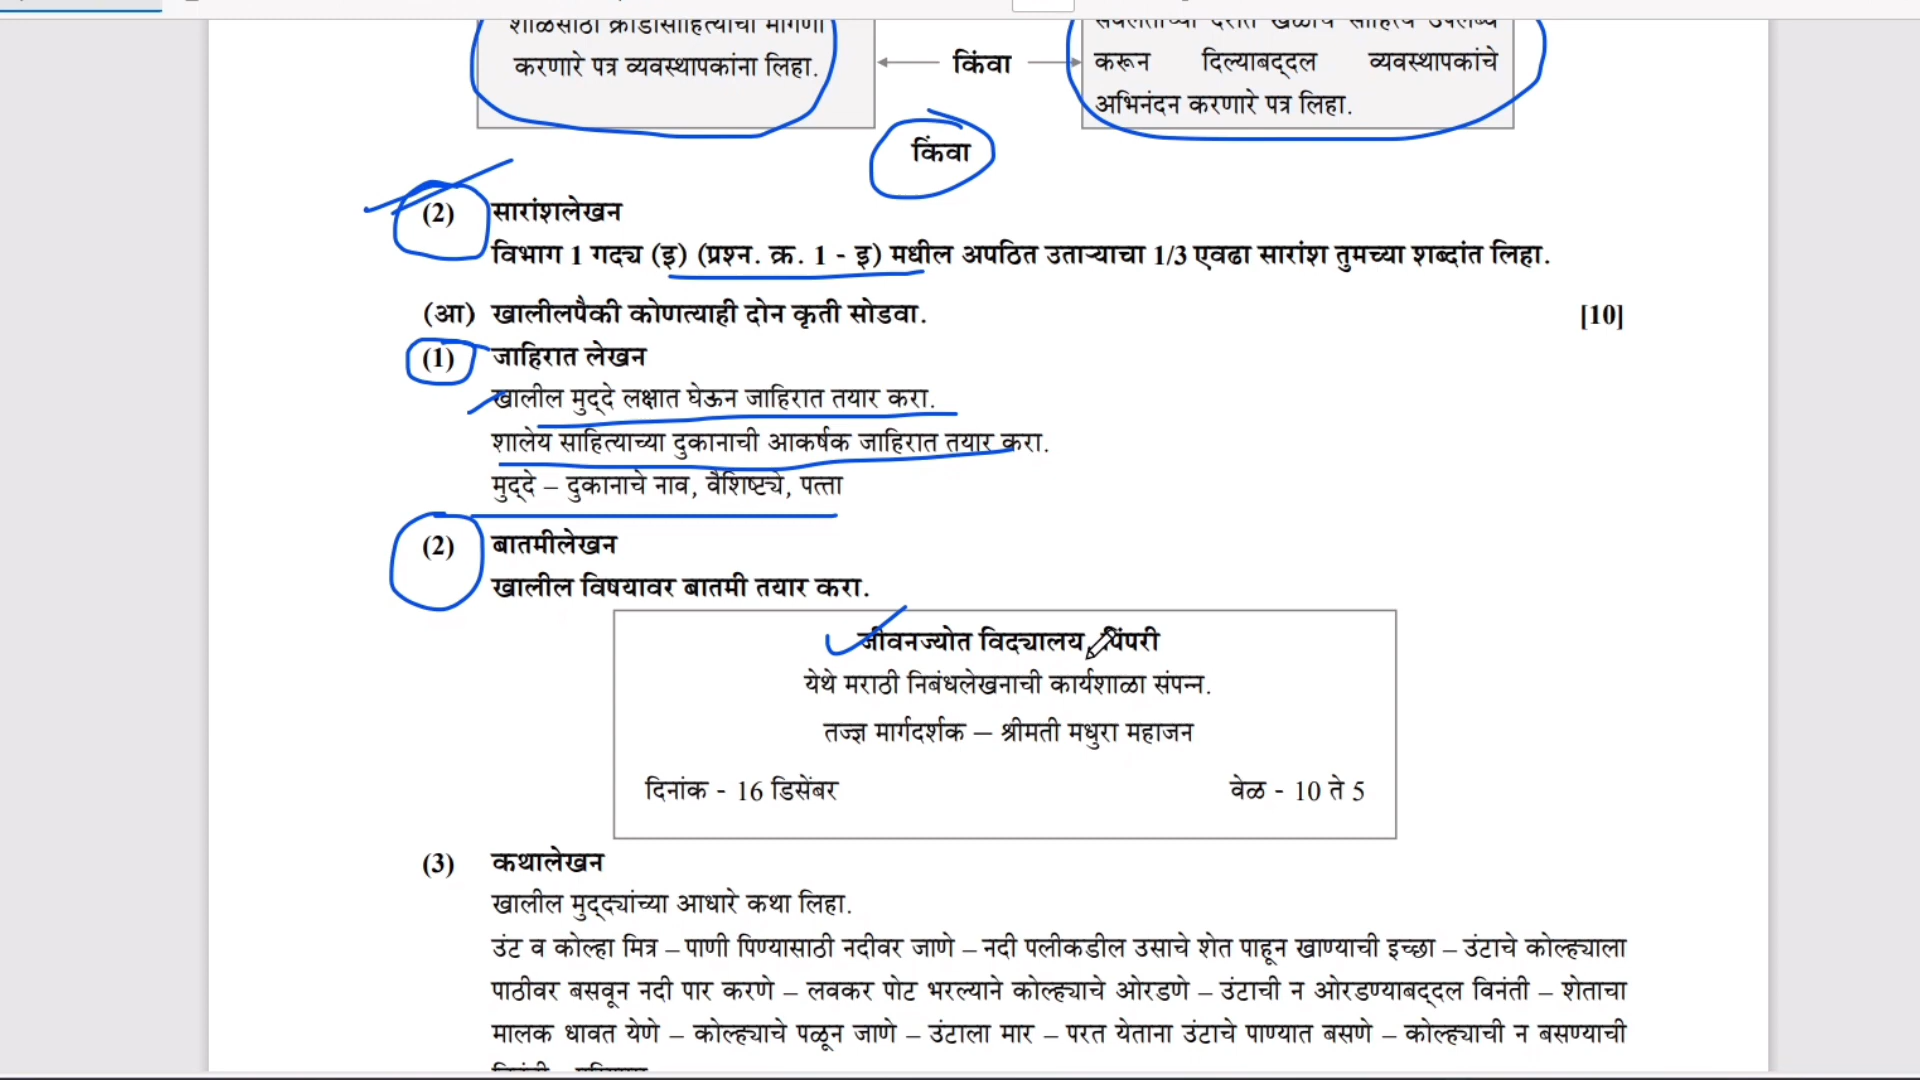 शाळेसाठी क्रीडासाहित्याची मागणी
करणारे पत्र व्यवस्थापकांना लिहा.
किंवा
सवलतीच्या दरात खेळाचे साहित्य उपलब्ध
करून दिल्याबद्दल व्यवस्थापकांचे
अभिनंदन करणारे पत्र लिहा.
किंवा
(2) सारांशलेखन
विभाग 1 गद्य (इ) (प्रश्न. क्र. 1 - इ) मधील अपठित उताऱ्याचा 1/3 एवढा सारांश तुमच्या शब्दांत लिहा.
(आ) खालीलपैकी कोणत्याही दोन कृती सोडवा. [10]
(1) जाहिरात लेखन
खालील मुद्दे लक्षात घेऊन जाहिरात तयार करा.
शालेय साहित्याच्या दुकानाची आकर्षक जाहिरात तयार करा.
मुद्दे – दुकानाचे नाव, वैशिष्ट्ये, पत्ता
(2) बातमीलेखन
खालील विषयावर बातमी तयार करा.
जीवनज्योत विद्यालय, पिंपरी
येथे मराठी निबंधलेखनाची कार्यशाळा संपन्न.
तज्ज्ञ मार्गदर्शक – श्रीमती मधुरा महाजन
दिनांक - 16 डिसेंबर वेळ - 10 ते 5
(3) कथालेखन
खालील मुद्द्यांच्या आधारे कथा लिहा.
उंट व कोल्हा मित्र – पाणी पिण्यासाठी नदीवर जाणे – नदी पलीकडील उसाचे शेत पाहून खाण्याची इच्छा – उंटाचे कोल्ह्याला
पाठीवर बसवून नदी पार करणे – लवकर पोट भरल्याने कोल्ह्याचे ओरडणे – उंटाची न ओरडण्याबद्दल विनंती – शेताचा
मालक धावत येणे – कोल्ह्याचे पळून जाणे – उंटाला मार – परत येताना उंटाचे पाण्यात बसणे – कोल्ह्याची न बसण्याची